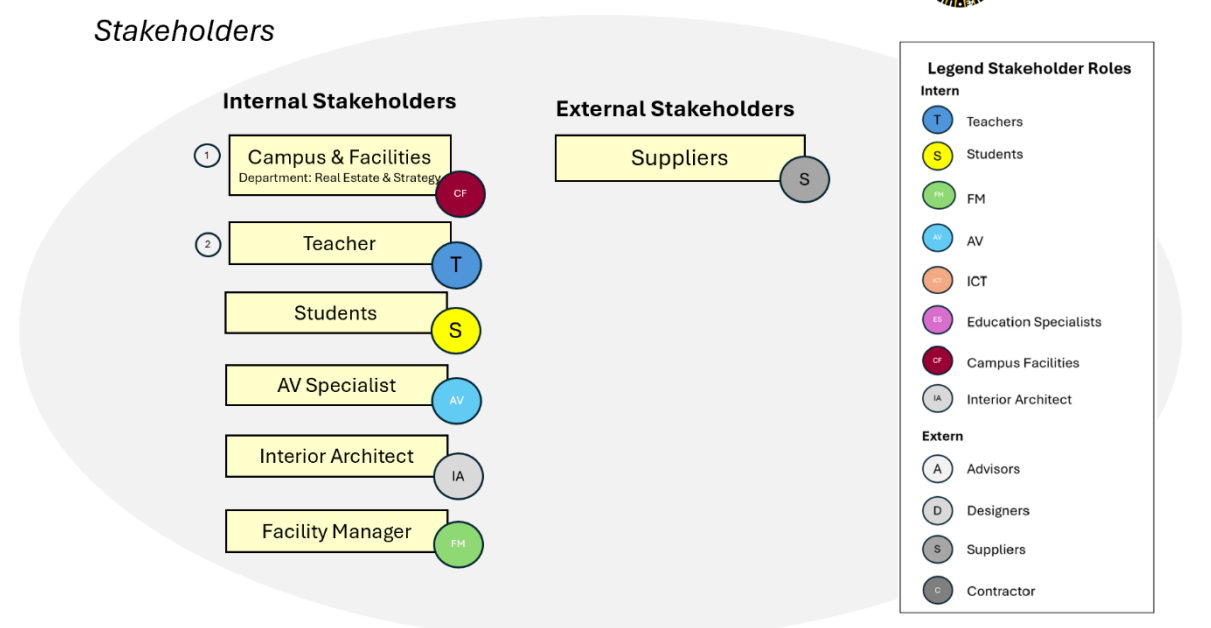 Stakeholders
Internal Stakeholders
1
Campus & Facilities
Department: Real Estate & Strategy
CF
2
Teacher
T
Students
S
AV Specialist
AV
Interior Architect
IA
Facility Manager
FM
External Stakeholders
Suppliers
S
Legend Stakeholder Roles
Intern
T Teachers
S Students
FM FM
AV AV
ICT ICT
ES Education Specialists
CF Campus Facilities
IA Interior Architect
Extern
A Advisors
D Designers
S Suppliers
C Contractor